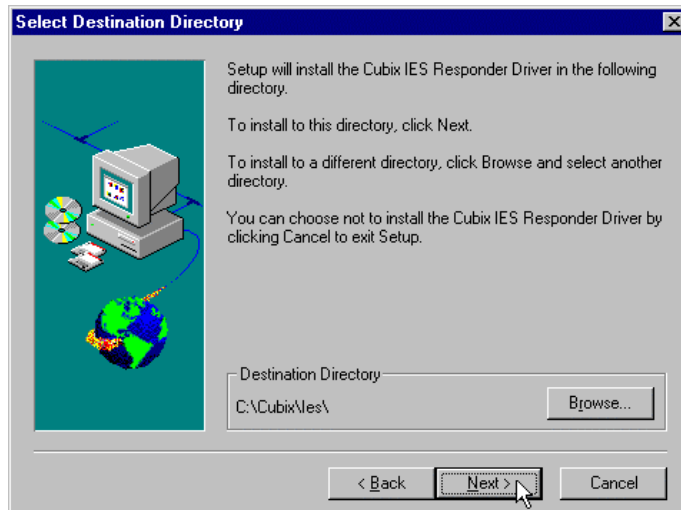 Select Destination Directory
Setup will install the Cubix IES Responder Driver in the following
directory.
To install to this directory, click Next.
To install to a different directory, click Browse and select another
directory.
You can choose not to install the Cubix IES Responder Driver by
clicking Cancel to exit Setup.
Destination Directory
C:\Cubix\Ies\
Browse...
< Back
Next >
Cancel